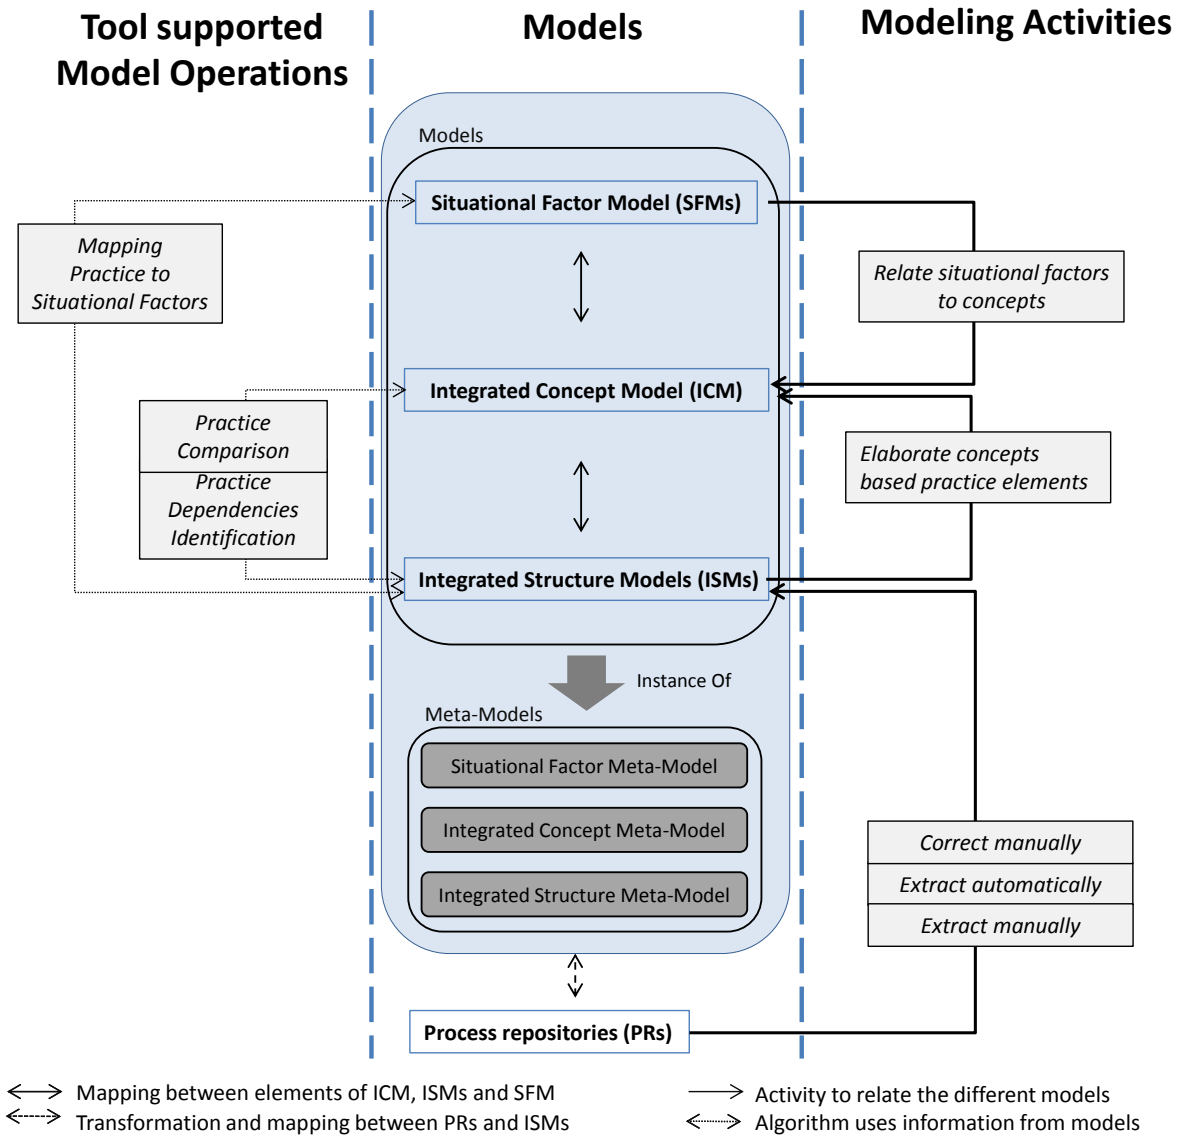 Tool supported
Model Operations
Models
Modeling Activities
Models
Situational Factor Model (SFMs)
Mapping
Practice to
Situational Factors
Relate situational factors
to concepts
Integrated Concept Model (ICM)
Practice
Comparison
Practice
Dependencies
Identification
Elaborate concepts
based practice elements
Integrated Structure Models (ISMs)
Instance Of
Meta-Models
Situational Factor Meta-Model
Integrated Concept Meta-Model
Integrated Structure Meta-Model
Correct manually
Extract automatically
Extract manually
Process repositories (PRs)
Mapping between elements of ICM, ISMs and SFM
Transformation and mapping between PRs and ISMs
Activity to relate the different models
Algorithm uses information from models